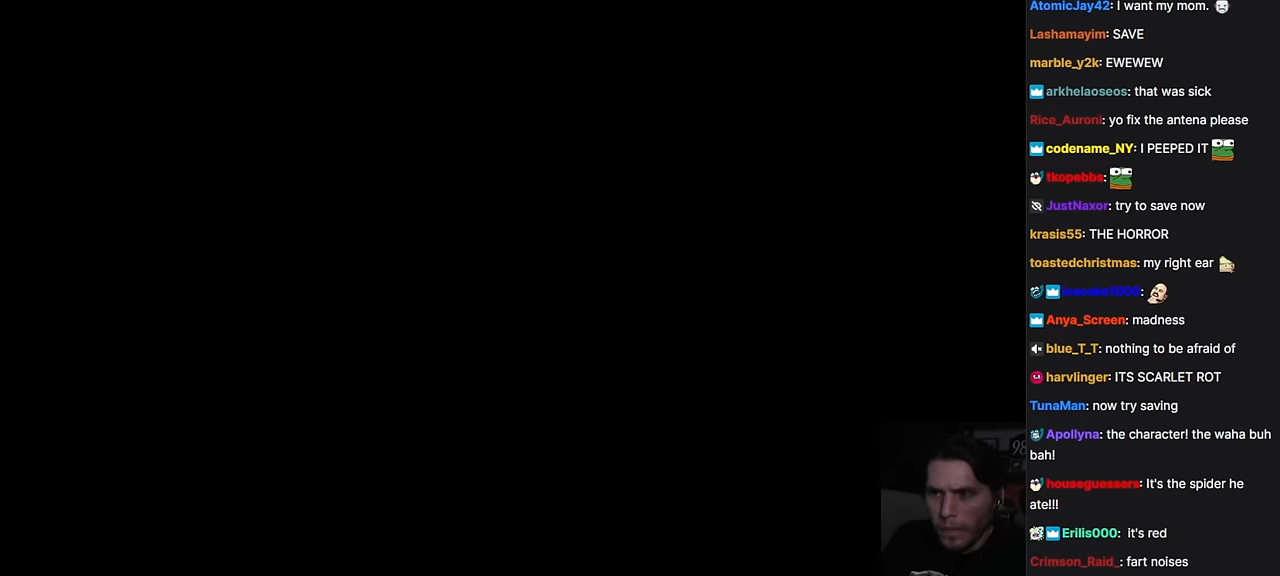 AtomicJay42: I want my mom.
Lashamayim: SAVE
marble_y2k: EWEWEW
arkhelaoseos: that was sick
Rice_Auroni: yo fix the antena please
codename_NY: I PEEPED IT
tkopebbs:
JustNaxor: try to save now
krasis55: THE HORROR
toastedchristmas: my right ear
Anya_Screen: madness
blue_T_T: nothing to be afraid of
harvlinger: ITS SCARLET ROT
TunaMan: now try saving
Apollyna: the character! the waha buh
bah!
houseguessers: It's the spider he
ate!!!
Erilis000: it's red
Crimson_Raid_: fart noises
98